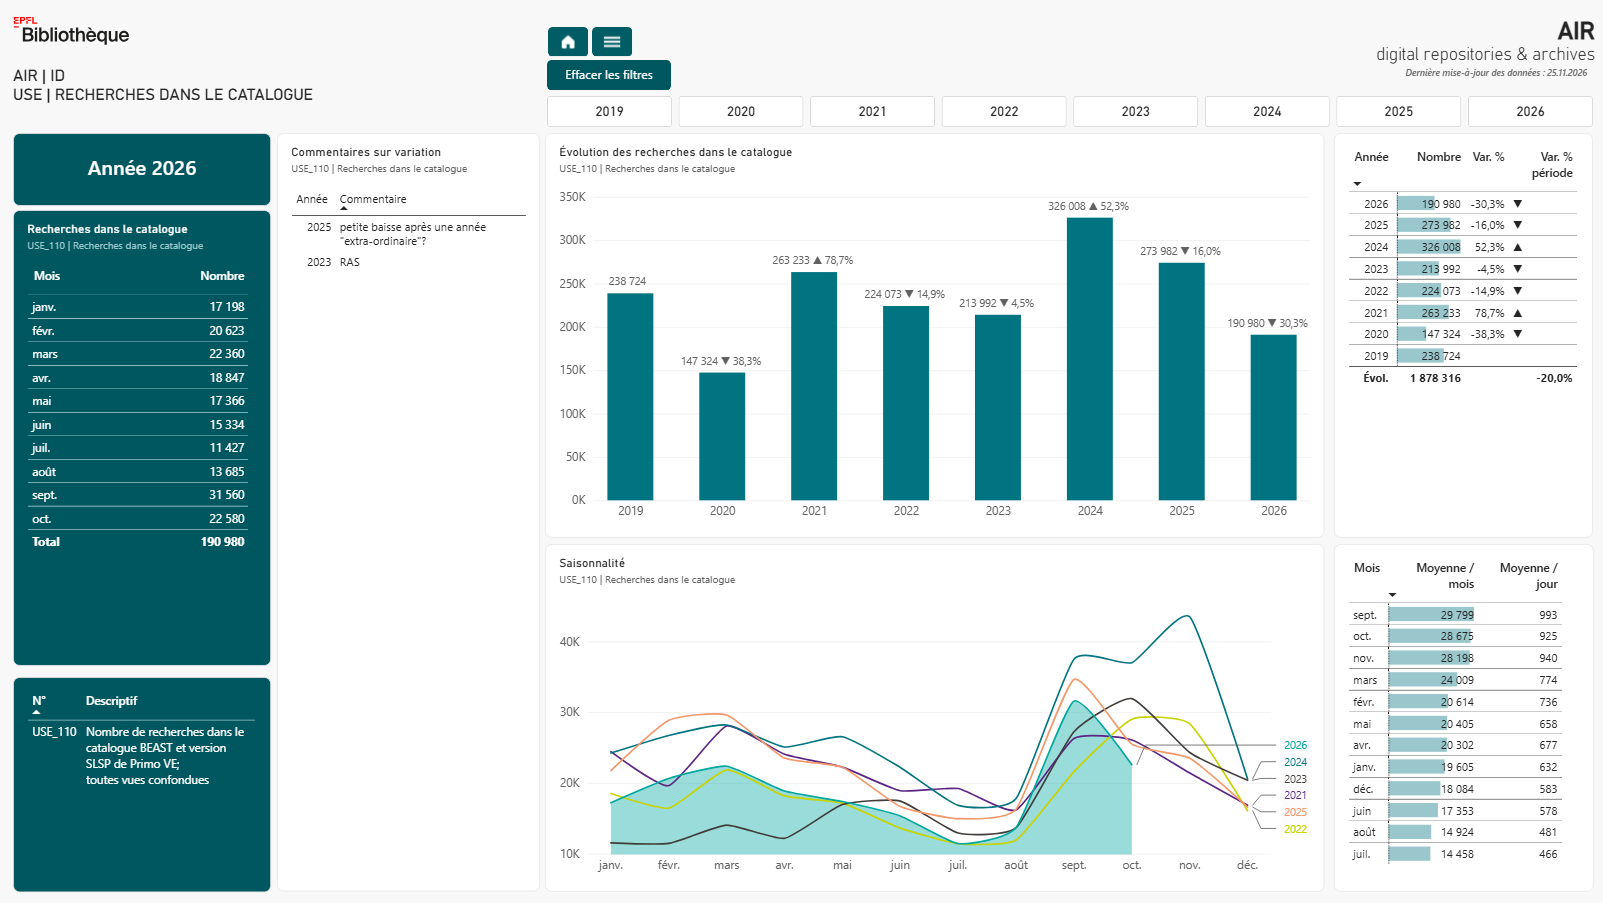 EPFL
Bibliothèque
AIR | ID
USE | RECHERCHES DANS LE CATALOGUE
Effacer les filtres
AIR
digital repositories & archives
Dernière mise-à-jour des données : 25.11.2026
2019 2020 2021 2022 2023 2024 2025 2026
Année 2026
Recherches dans le catalogue
USE_110 | Recherches dans le catalogue
Mois Nombre
janv. 17 198
févr. 20 623
mars 22 360
avr. 18 847
mai 17 366
juin 15 334
juil. 11 427
août 13 685
sept. 31 560
oct. 22 580
Total 190 980
N° Descriptif
USE_110 Nombre de recherches dans le
catalogue BEAST et version
SLSP de Primo VE;
toutes vues confondues
Commentaires sur variation
USE_110 | Recherches dans le catalogue
Année Commentaire
2025 petite baisse après une année
"extra-ordinaire"?
2023 RAS
Évolution des recherches dans le catalogue
USE_110 | Recherches dans le catalogue
350K
300K
250K
200K
150K
100K
50K
0K
238 724
147 324 ▼ 38,3%
263 233 ▲ 78,7%
224 073 ▼ 14,9%
213 992 ▼ 4,5%
326 008 ▲ 52,3%
273 982 ▼ 16,0%
190 980 ▼ 30,3%
2019 2020 2021 2022 2023 2024 2025 2026
Année Nombre Var. % Var. %
période
2026 190 980 -30,3% ▼
2025 273 982 -16,0% ▼
2024 326 008 52,3% ▲
2023 213 992 -4,5% ▼
2022 224 073 -14,9% ▼
2021 263 233 78,7% ▲
2020 147 324 -38,3% ▼
2019 238 724
Évol. 1 878 316 -20,0%
Saisonnalité
USE_110 | Recherches dans le catalogue
40K
30K
20K
10K
janv. févr. mars avr. mai juin juil. août sept. oct. nov. déc.
2026
2024
2023
2021
2025
2022
Mois Moyenne / Moyenne /
mois jour
sept. 29 799 993
oct. 28 675 925
nov. 28 198 940
mars 24 009 774
févr. 20 614 736
mai 20 405 658
avr. 20 302 677
janv. 19 605 632
déc. 18 084 583
juin 17 353 578
août 14 924 481
juil. 14 458 466